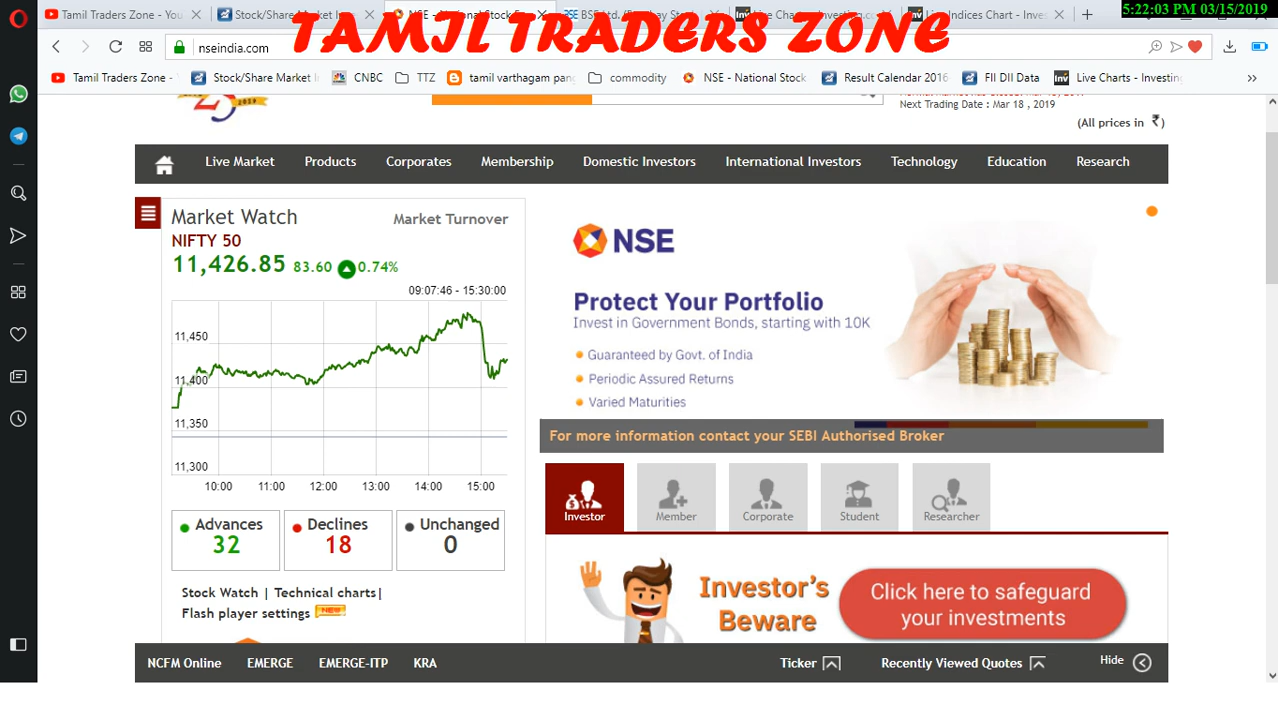 Tamil Traders Zone - You
Stock/Share Market In
NSE - National Stock Ex
BSE Ltd. (Bombay Stock
Live Charts - Investing.co
Live Indices Chart - Inves
5:22:03 PM 03/15/2019
TAMIL TRADERS ZONE
nseindia.com
Tamil Traders Zone -
Stock/Share Market I
CNBC
TTZ
tamil varthagam pan
commodity
NSE - National Stock
Result Calendar 2016
FII DII Data
Live Charts - Investing
2019
Next Trading Date : Mar 18 , 2019
(All prices in ₹)
Live Market
Products
Corporates
Membership
Domestic Investors
International Investors
Technology
Education
Research
Market Watch
Market Turnover
NIFTY 50
11,426.85 83.60 0.74%
09:07:46 - 15:30:00
11,450
11,400
11,350
11,300
10:00 11:00 12:00 13:00 14:00 15:00
Advances
32
Declines
18
Unchanged
0
Stock Watch | Technical charts|
Flash player settings NEW
NSE
Protect Your Portfolio
Invest in Government Bonds, starting with 10K
Guaranteed by Govt. of India
Periodic Assured Returns
Varied Maturities
For more information contact your SEBI Authorised Broker
Investor
Member
Corporate
Student
Researcher
Investor's
Beware
Click here to safeguard
your investments
NCFM Online
EMERGE
EMERGE-ITP
KRA
Ticker
Recently Viewed Quotes
Hide